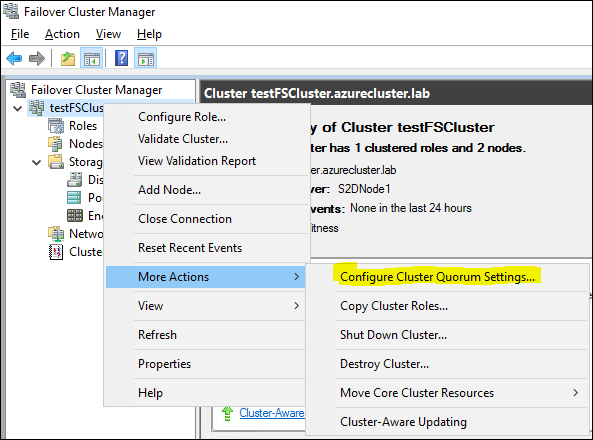 Failover Cluster Manager
File Action View Help
Failover Cluster Manager
Cluster testFSCluster.azurecluster.lab
testFSClu
Configure Role...
Roles
Validate Cluster...
y of Cluster testFSCluster
Nodes
View Validation Report
ter has 1 clustered roles and 2 nodes.
Storag
.azurecluster.lab
Dis
Add Node...
ver: S2DNode1
Po
vents: None in the last 24 hours
Enc
Close Connection
itness
Netwo
Reset Recent Events
Cluste
More Actions
Configure Cluster Quorum Settings...
View
Copy Cluster Roles...
Refresh
Shut Down Cluster...
Properties
Destroy Cluster...
Help
Move Core Cluster Resources
Cluster-Aware
Cluster-Aware Updating